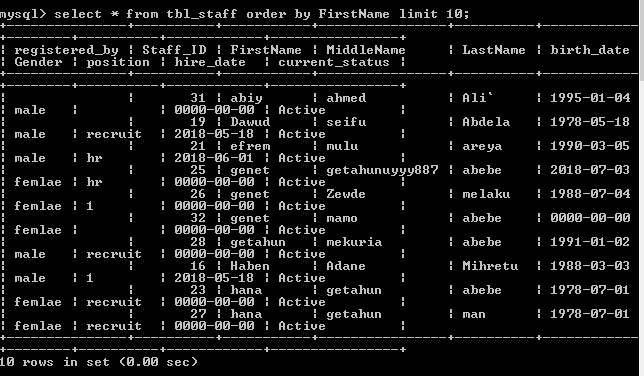 mysql> select * from tbl_staff order by FirstName limit 10;
+---------------+----------+-----------+---------------+----------+------------
+--------+----------+------------+----------------+
| registered_by | Staff_ID | FirstName | MiddleName    | LastName | birth_date
| Gender | position | hire_date  | current_status |
+---------------+----------+-----------+---------------+----------+------------
+--------+----------+------------+----------------+
|               |       31 | abiy      | ahmed         | Ali`     | 1995-01-04
| male   |          | 0000-00-00 | Active         |
|               |       19 | Dawud     | seifu         | Abdela   | 1978-05-18
| male   | recruit  | 2018-05-18 | Active         |
|               |       21 | efrem     | mulu          | areya    | 1990-03-05
| male   | hr       | 2018-06-01 | Active         |
|               |       25 | genet     | getahunuyyy887 | abebe    | 2018-07-03
| femlae | hr       | 0000-00-00 | Active         |
|               |       26 | genet     | Zewde         | melaku   | 1988-07-04
| femlae | 1        | 0000-00-00 | Active         |
|               |       32 | genet     | mamo          | abebe    | 0000-00-00
| femlae |          | 0000-00-00 | Active         |
|               |       28 | getahun   | mekuria       | abebe    | 1991-01-02
| male   | recruit  | 0000-00-00 | Active         |
|               |       16 | Haben     | Adane         | Mihretu  | 1988-03-03
| male   | 1        | 2018-05-18 | Active         |
|               |       23 | hana      | getahun       | abebe    | 1978-07-01
| femlae | recruit  | 0000-00-00 | Active         |
|               |       27 | hana      | getahun       | man      | 1978-07-01
| femlae | recruit  | 0000-00-00 | Active         |
+---------------+----------+-----------+---------------+----------+------------
+--------+----------+------------+----------------+
10 rows in set (0.00 sec)